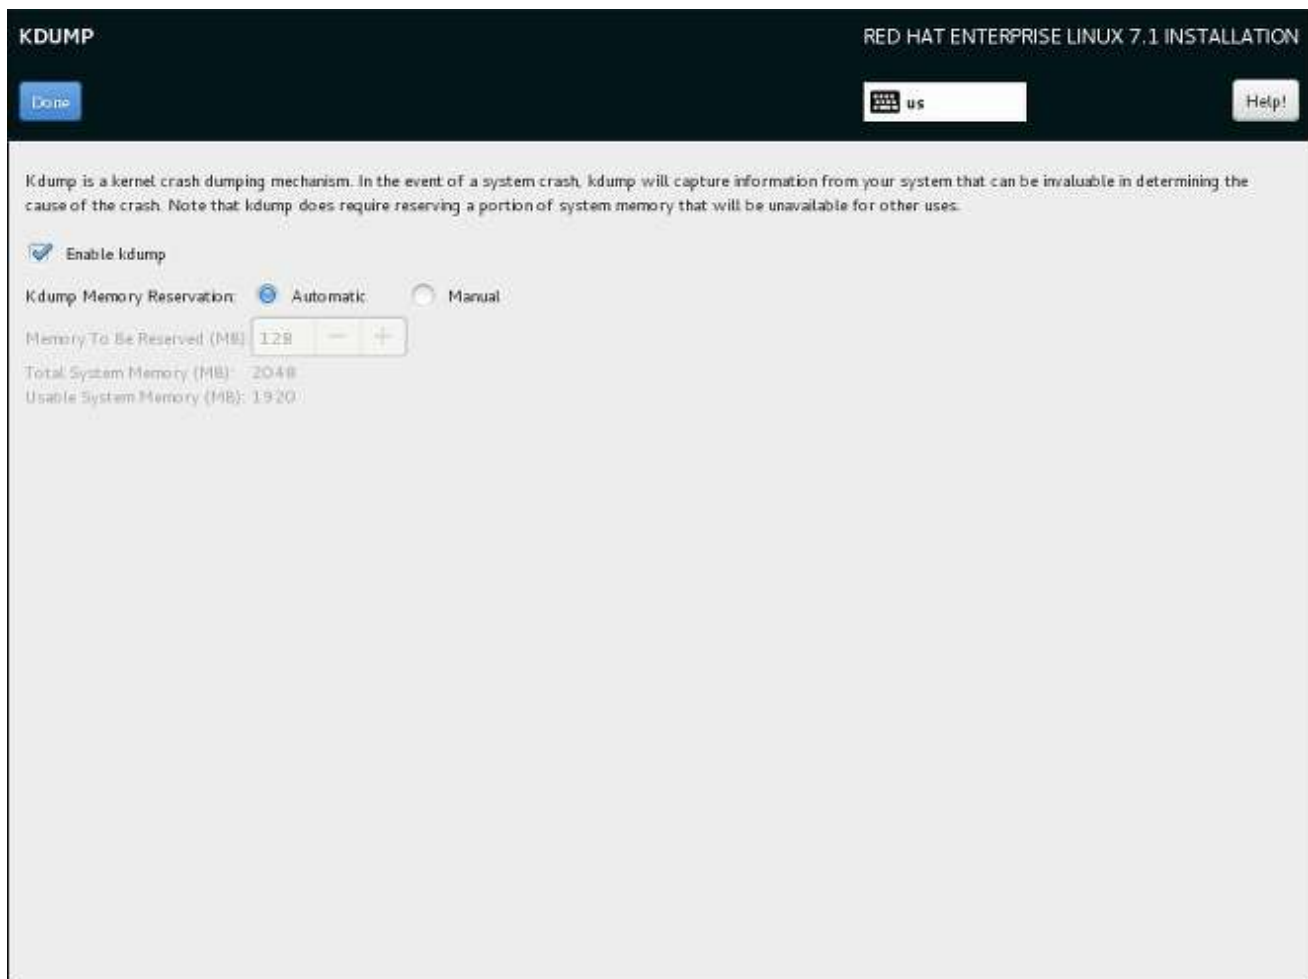 KDUMP
RED HAT ENTERPRISE LINUX 7.1 INSTALLATION
Done
us
Help!
Kdump is a kernel crash dumping mechanism. In the event of a system crash, kdump will capture information from your system that can be invaluable in determining the
cause of the crash. Note that kdump does require reserving a portion of system memory that will be unavailable for other uses.
Enable kdump
Kdump Memory Reservation: Automatic Manual
Memory To Be Reserved (MB): 128 − +
Total System Memory (MB): 2048
Usable System Memory (MB): 1920